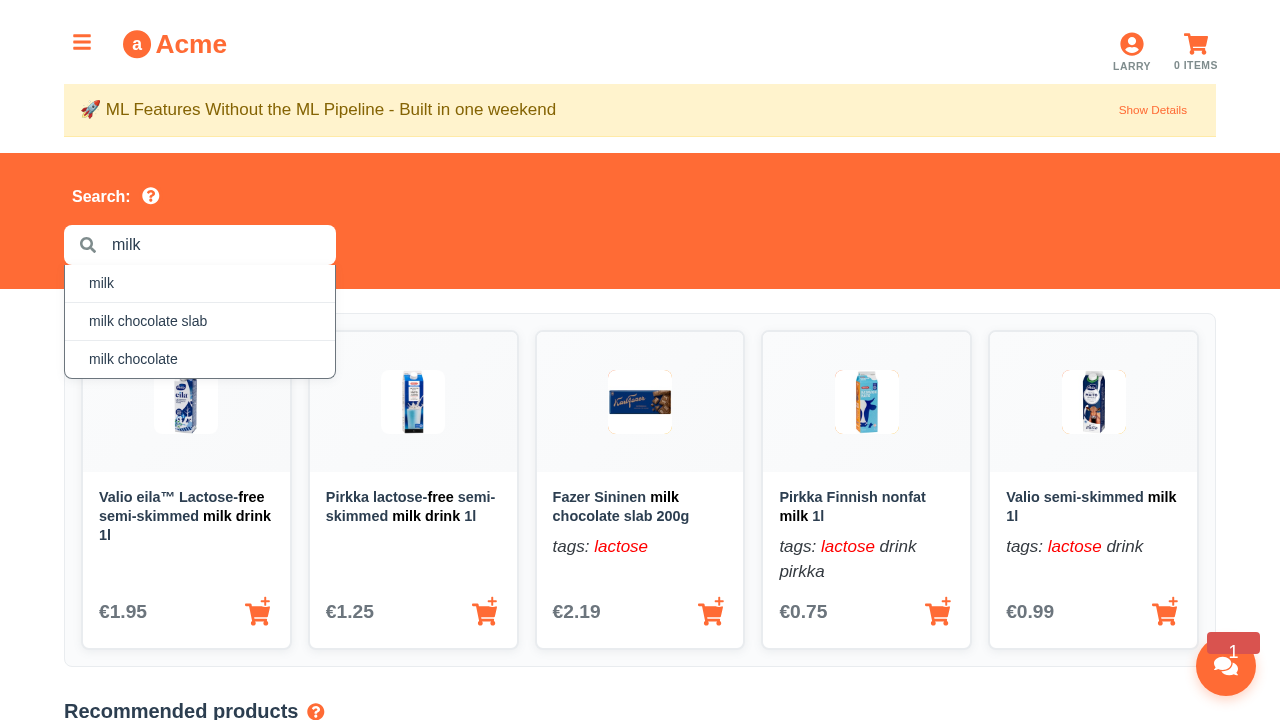 a Acme
LARRY
0 ITEMS
🚀 ML Features Without the ML Pipeline - Built in one weekend
Show Details
Search: ?
milk
milk
milk chocolate slab
milk chocolate
Valio eila™ Lactose-free
semi-skimmed milk drink
1l
€1.95
Pirkka lactose-free semi-
skimmed milk drink 1l
€1.25
Fazer Sininen milk
chocolate slab 200g
tags: lactose
€2.19
Pirkka Finnish nonfat
milk 1l
tags: lactose drink
pirkka
€0.75
Valio semi-skimmed milk
1l
tags: lactose drink
€0.99
1
Recommended products ?